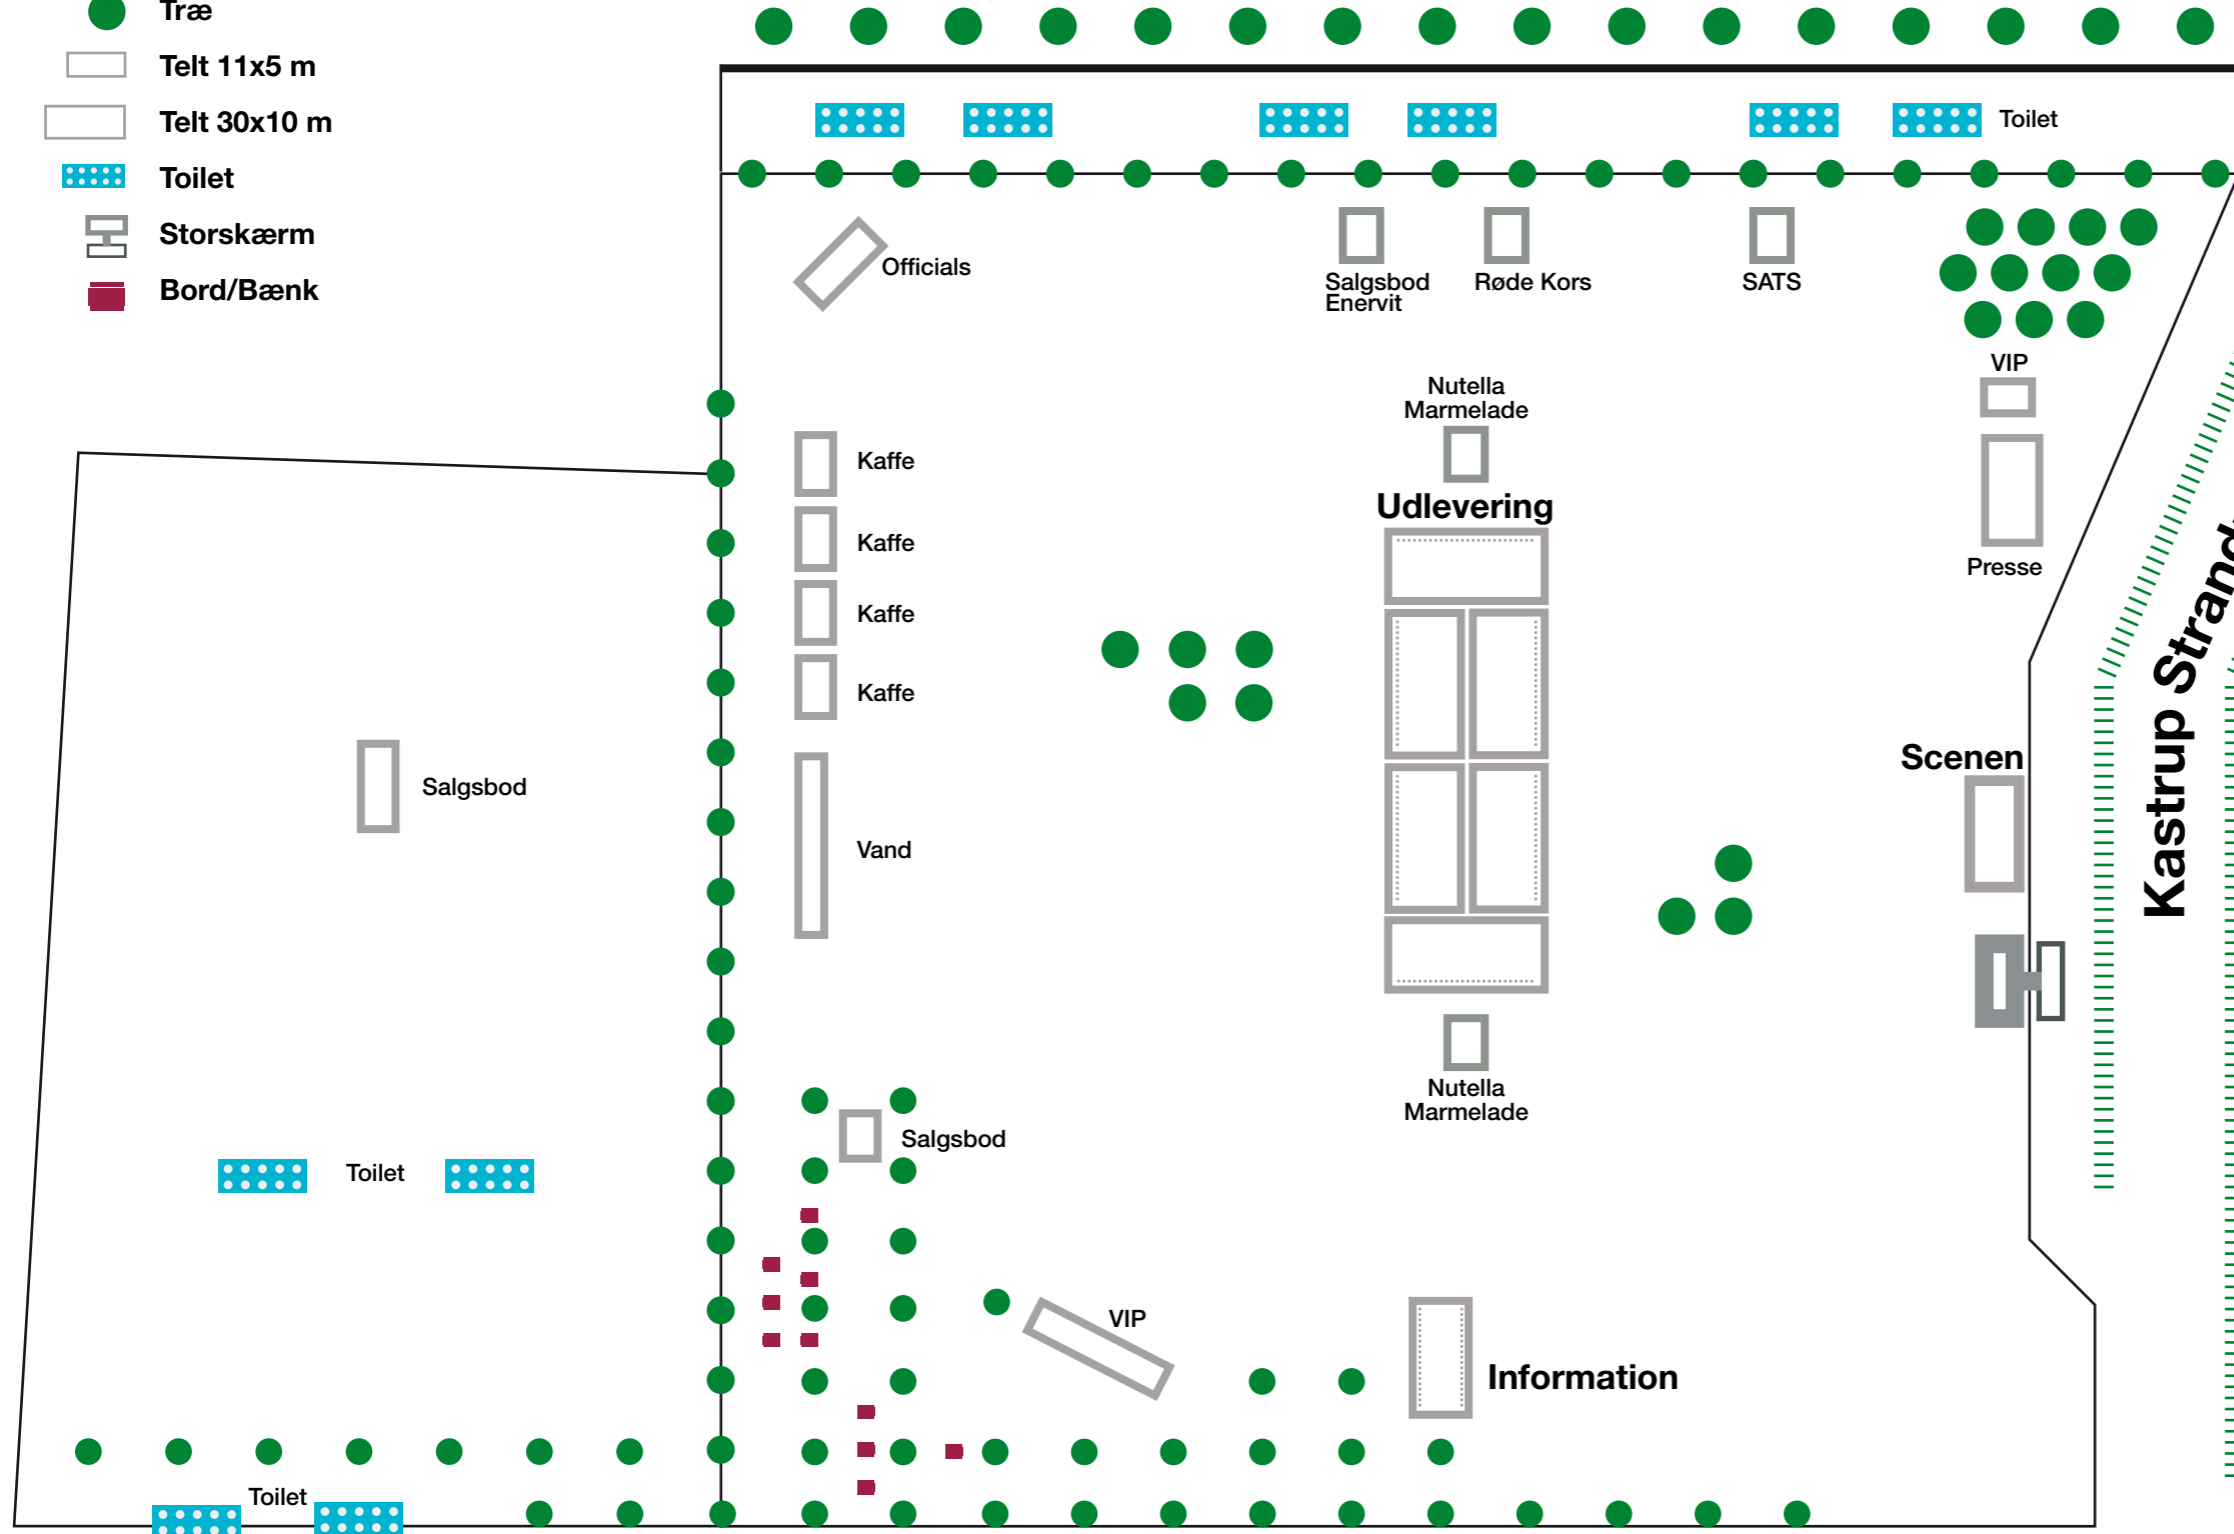 Træ
Telt 11x5 m
Telt 30x10 m
Toilet
Storskærm
Bord/Bænk
Toilet
Officials
Salgsbod
Enervit
Røde Kors
SATS
VIP
Nutella
Marmelade
Kaffe
Udlevering
Kaffe
Presse
Kaffe
Kaffe
Kastrup Strand
Scenen
Salgsbod
Vand
Nutella
Marmelade
Salgsbod
Toilet
VIP
Information
Toilet